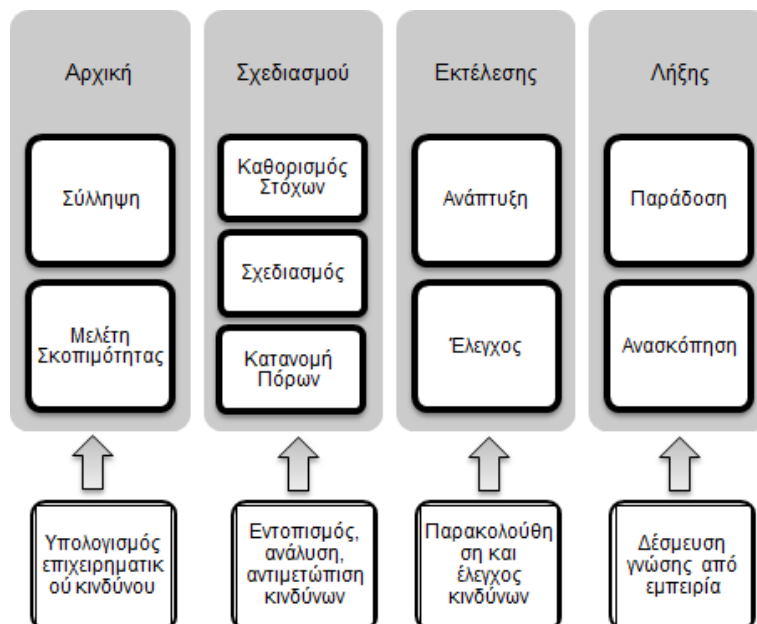 Αρχική
Σύλληψη
Μελέτη
Σκοπιμότητας
Σχεδιασμού
Καθορισμός
Στόχων
Σχεδιασμός
Κατανομή
Πόρων
Εκτέλεσης
Ανάπτυξη
Έλεγχος
Λήξης
Παράδοση
Ανασκόπηση
Υπολογισμός
επιχειρηματικ
ού κινδύνου
Εντοπισμός,
ανάλυση,
αντιμετώπιση
κινδύνων
Παρακολούθη
ση και
έλεγχος
κινδύνων
Δέσμευση
γνώσης από
εμπειρία